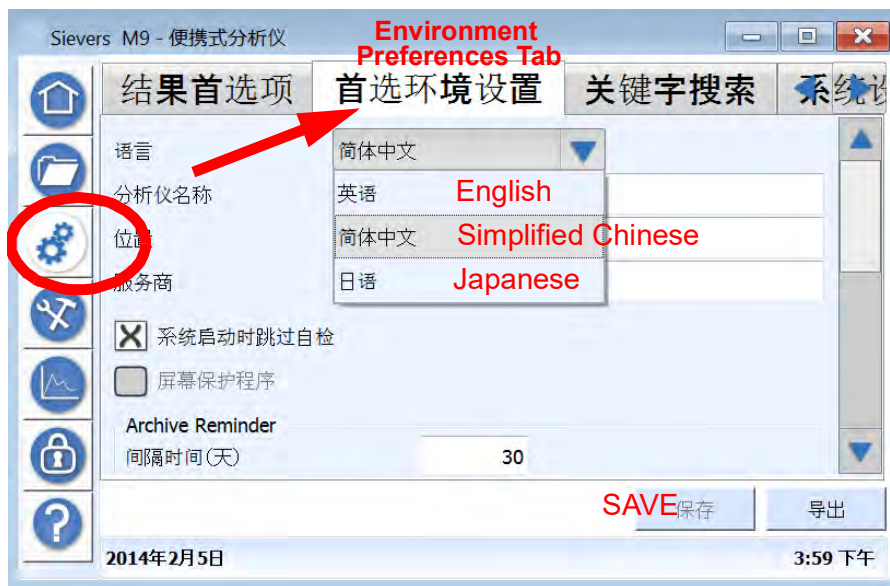 Sievers M9 - 便携式分析仪
Environment
Preferences Tab
结果首选项 首选环境设置 关键字搜索 系统设
语言 简体中文
分析仪名称 英语 English
位置 简体中文 Simplified Chinese
服务商 日语 Japanese
系统启动时跳过自检
屏幕保护程序
Archive Reminder
间隔时间(天) 30
SAVE 保存 导出
2014年2月5日 3:59 下午